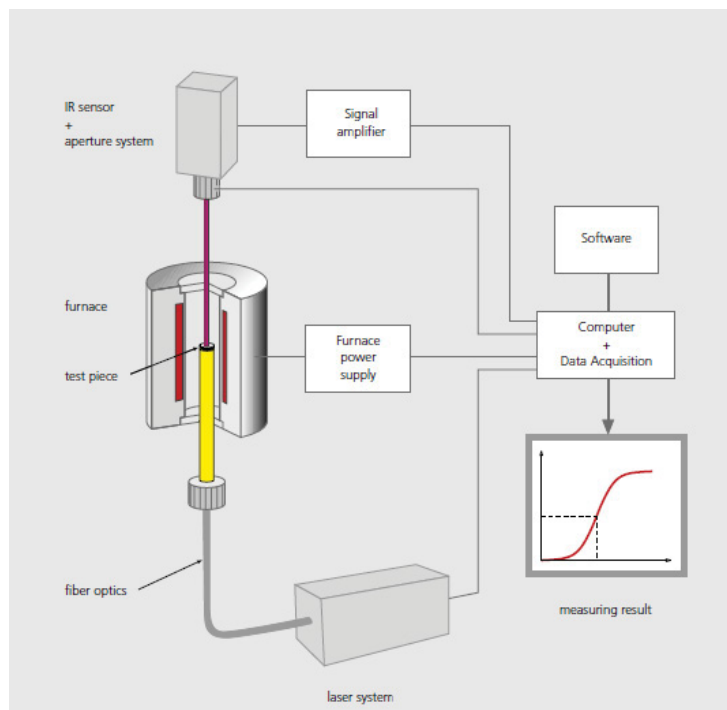 IR sensor
+
aperture system
Signal
amplifier
Software
furnace
Computer
+
Data Acquisition
Furnace
power
supply
test piece
fiber optics
measuring result
laser system